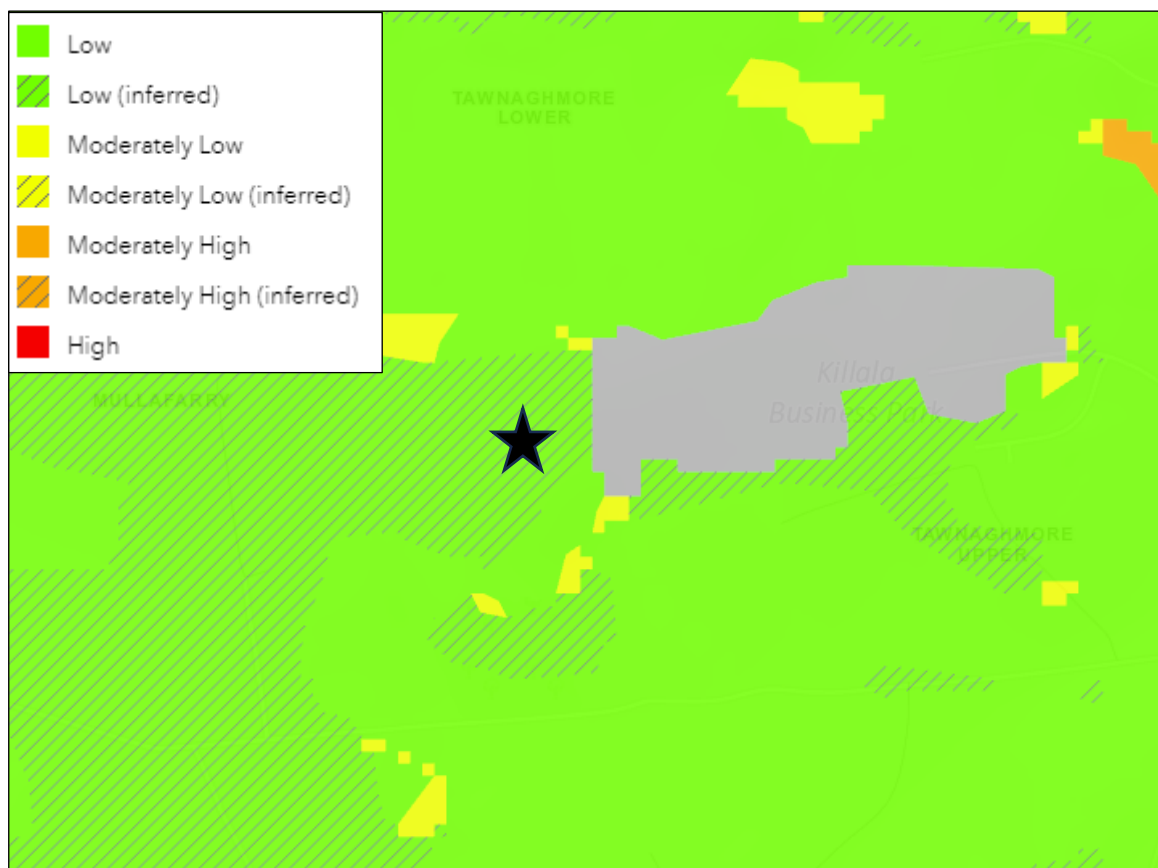 Low
Low (inferred)
Moderately Low
Moderately Low (inferred)
Moderately High
Moderately High (inferred)
High
TAWNAGHMORE
LOWER
MULLAFARRY
Killala
Business Park
TAWNAGHMORE
UPPER